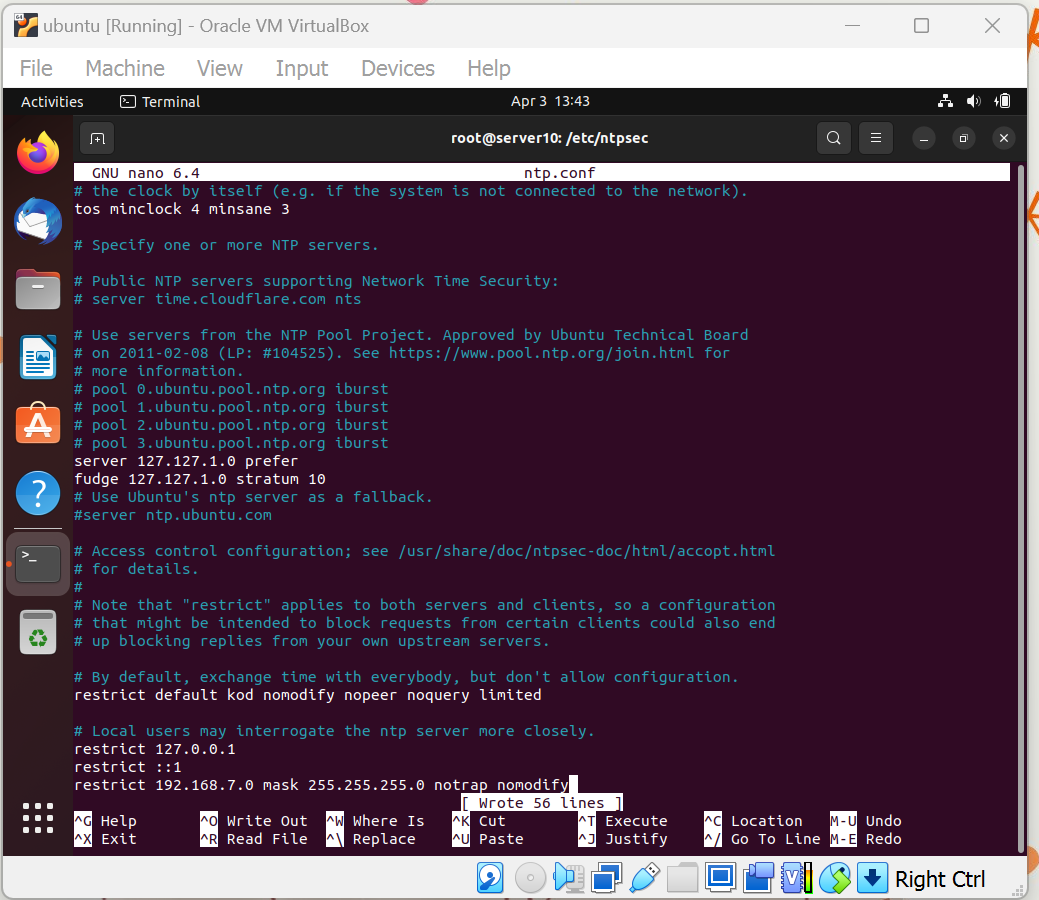 ubuntu [Running] - Oracle VM VirtualBox
File Machine View Input Devices Help
Activities Terminal Apr 3 13:43
root@server10: /etc/ntpsec
GNU nano 6.4 ntp.conf
# the clock by itself (e.g. if the system is not connected to the network).
tos minclock 4 minsane 3
# Specify one or more NTP servers.
# Public NTP servers supporting Network Time Security:
# server time.cloudflare.com nts
# Use servers from the NTP Pool Project. Approved by Ubuntu Technical Board
# on 2011-02-08 (LP: #104525). See https://www.pool.ntp.org/join.html for
# more information.
# pool 0.ubuntu.pool.ntp.org iburst
# pool 1.ubuntu.pool.ntp.org iburst
# pool 2.ubuntu.pool.ntp.org iburst
# pool 3.ubuntu.pool.ntp.org iburst
server 127.127.1.0 prefer
fudge 127.127.1.0 stratum 10
# Use Ubuntu's ntp server as a fallback.
#server ntp.ubuntu.com
# Access control configuration; see /usr/share/doc/ntpsec-doc/html/accopt.html
# for details.
#
# Note that "restrict" applies to both servers and clients, so a configuration
# that might be intended to block requests from certain clients could also end
# up blocking replies from your own upstream servers.
# By default, exchange time with everybody, but don't allow configuration.
restrict default kod nomodify nopeer noquery limited
# Local users may interrogate the ntp server more closely.
restrict 127.0.0.1
restrict ::1
restrict 192.168.7.0 mask 255.255.255.0 notrap nomodify
[ Wrote 56 lines ]
^G Help ^O Write Out ^W Where Is ^K Cut ^T Execute ^C Location M-U Undo
^X Exit ^R Read File ^\ Replace ^U Paste ^J Justify ^/ Go To Line M-E Redo
Right Ctrl